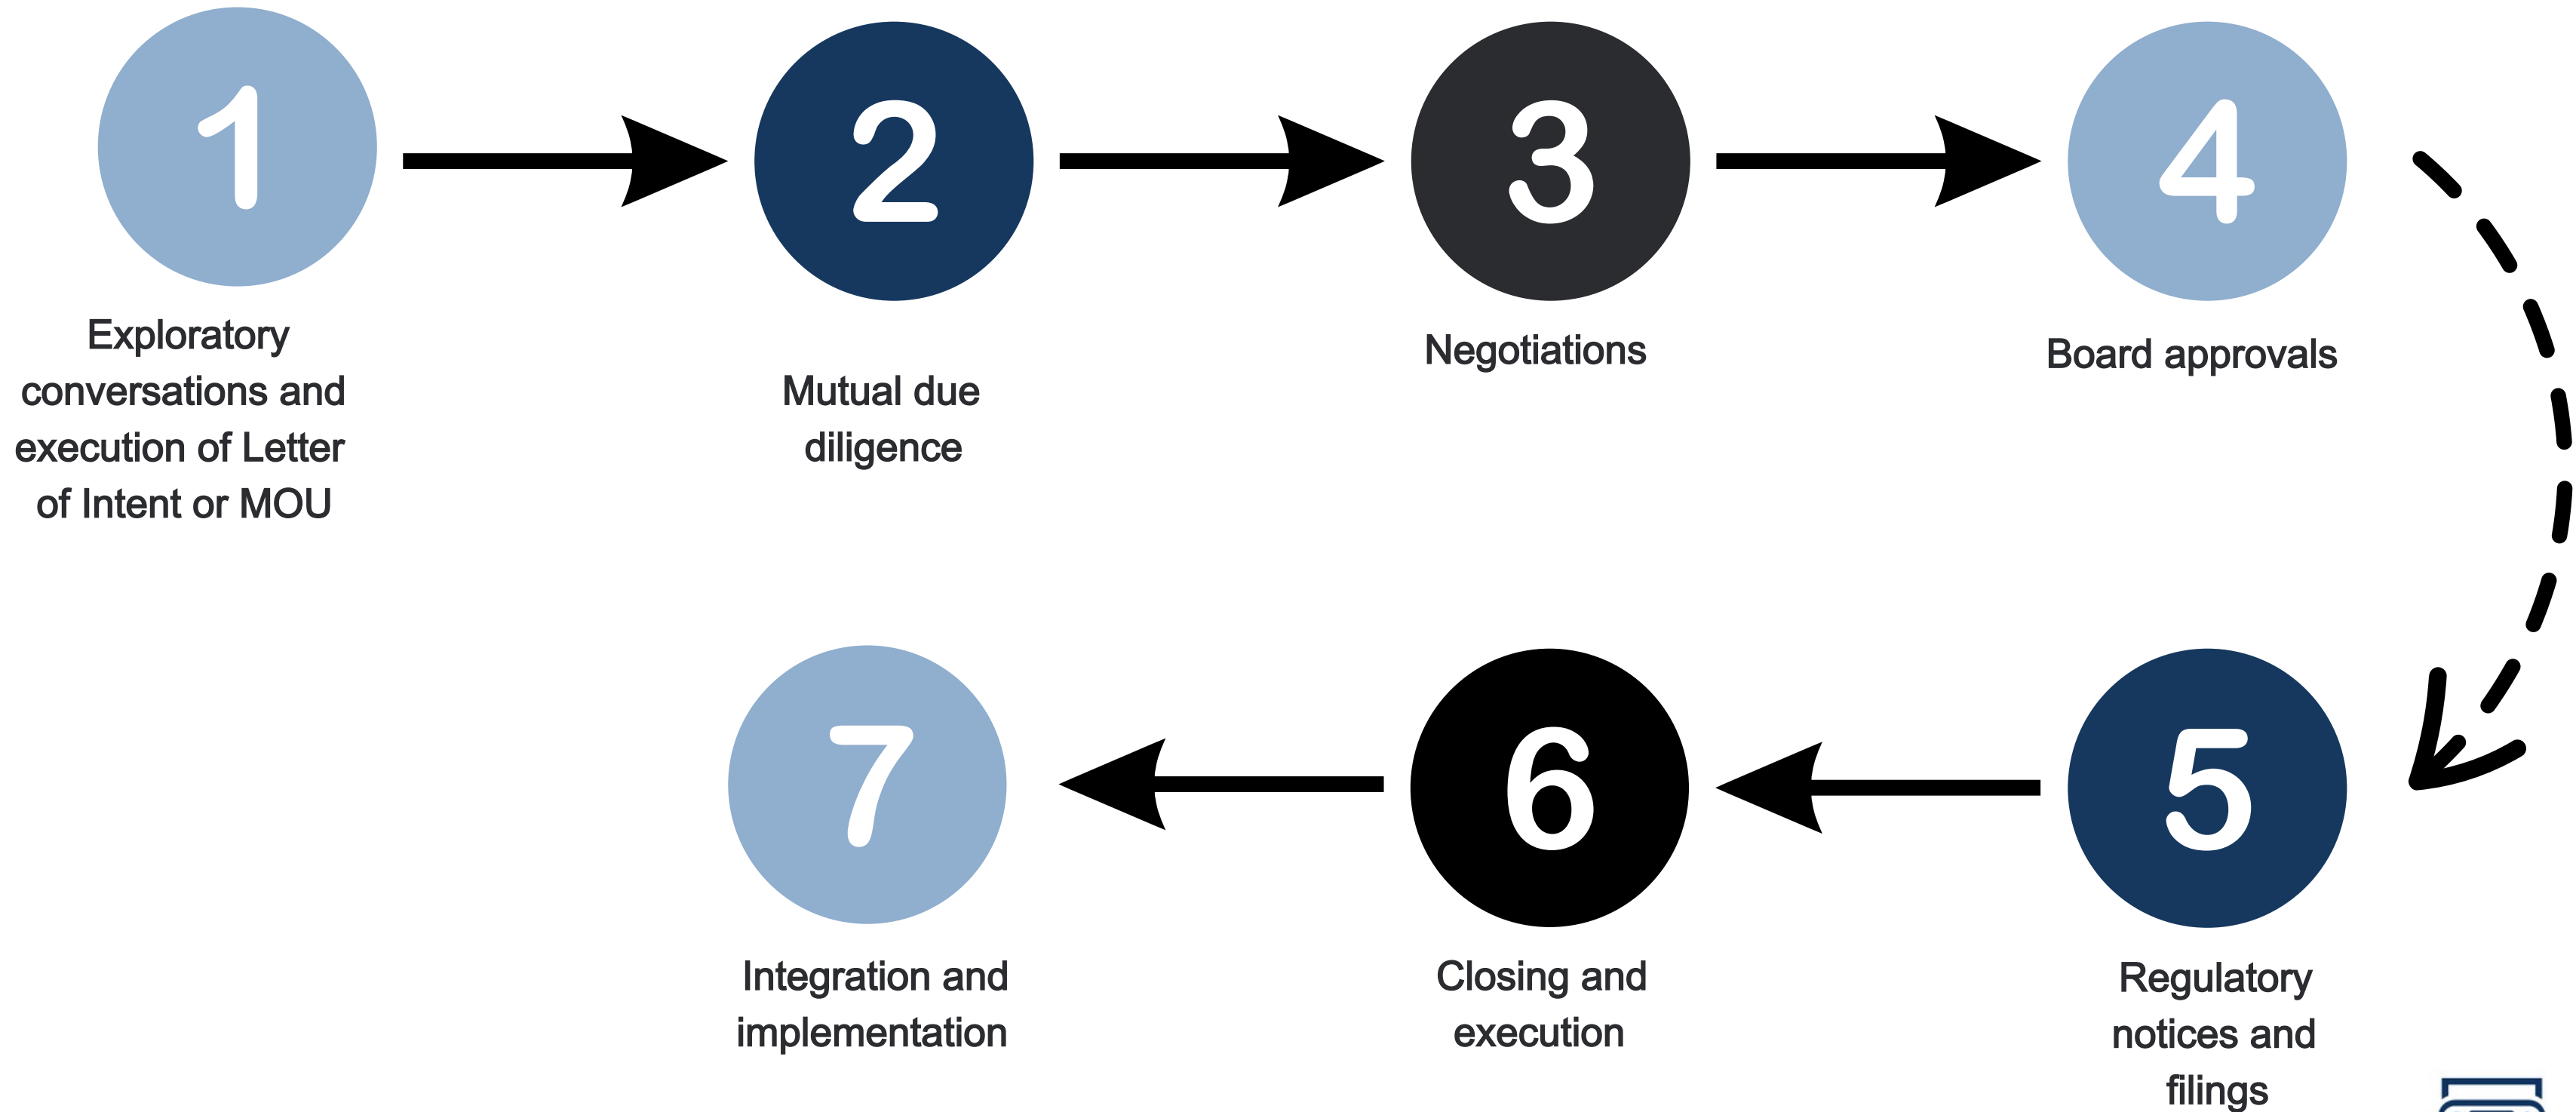 1
Exploratory
conversations and
execution of Letter
of Intent or MOU
2
Mutual due
diligence
3
Negotiations
4
Board approvals
5
Regulatory
notices and
filings
6
Closing and
execution
7
Integration and
implementation